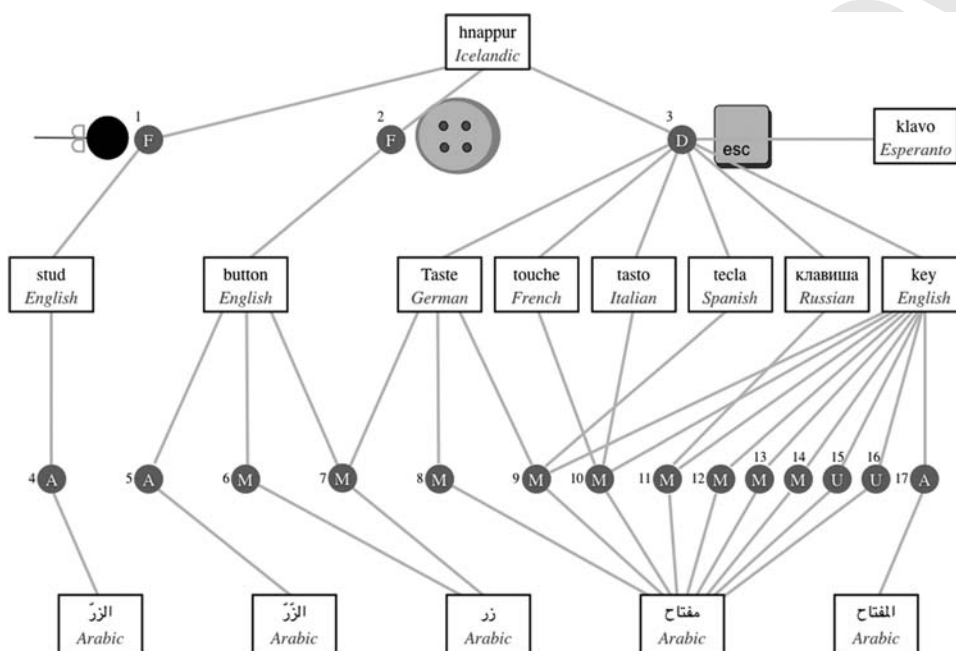 hnappur
Icelandic
1
F
2
F
3
D
esc
klavo
Esperanto
stud
English
button
English
Taste
German
touche
French
tasto
Italian
tecla
Spanish
клавиша
Russian
key
English
4
A
5
A
6
M
7
M
8
M
9
M
10
M
11
M
12
M
13
M
14
M
15
U
16
U
17
A
الزرّ
Arabic
الزّرّ
Arabic
زر
Arabic
مفتاح
Arabic
المفتاح
Arabic